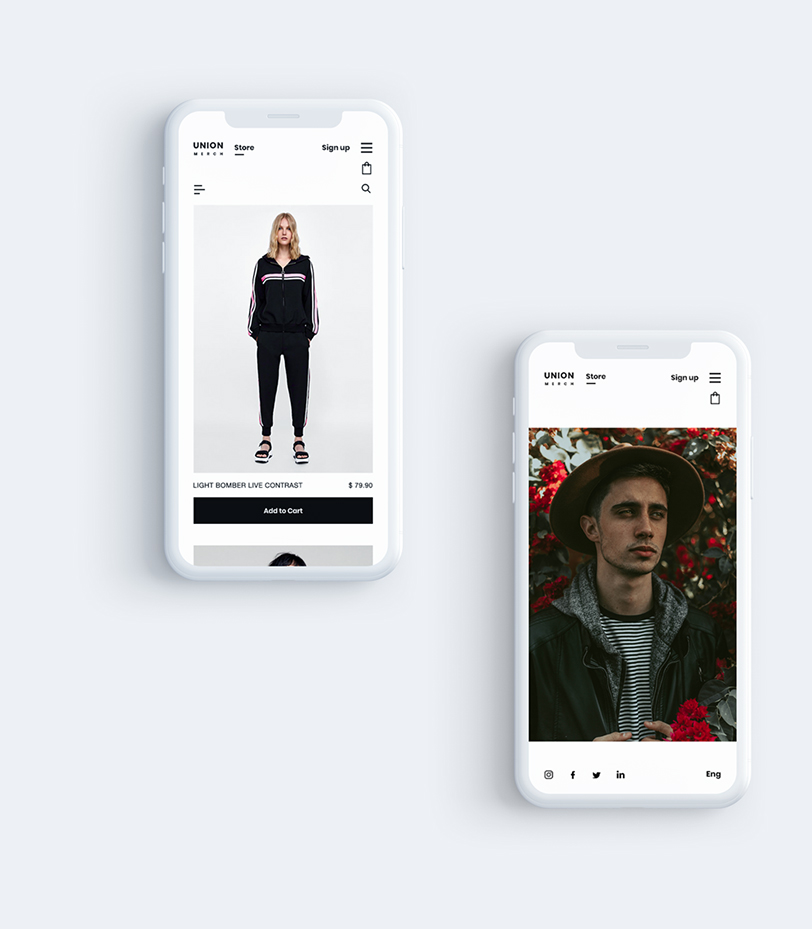 UNION Store Sign up
MERCH
LIGHT BOMBER LIVE CONTRAST $ 79.90
Add to Cart
UNION Store Sign up
MERCH
Eng